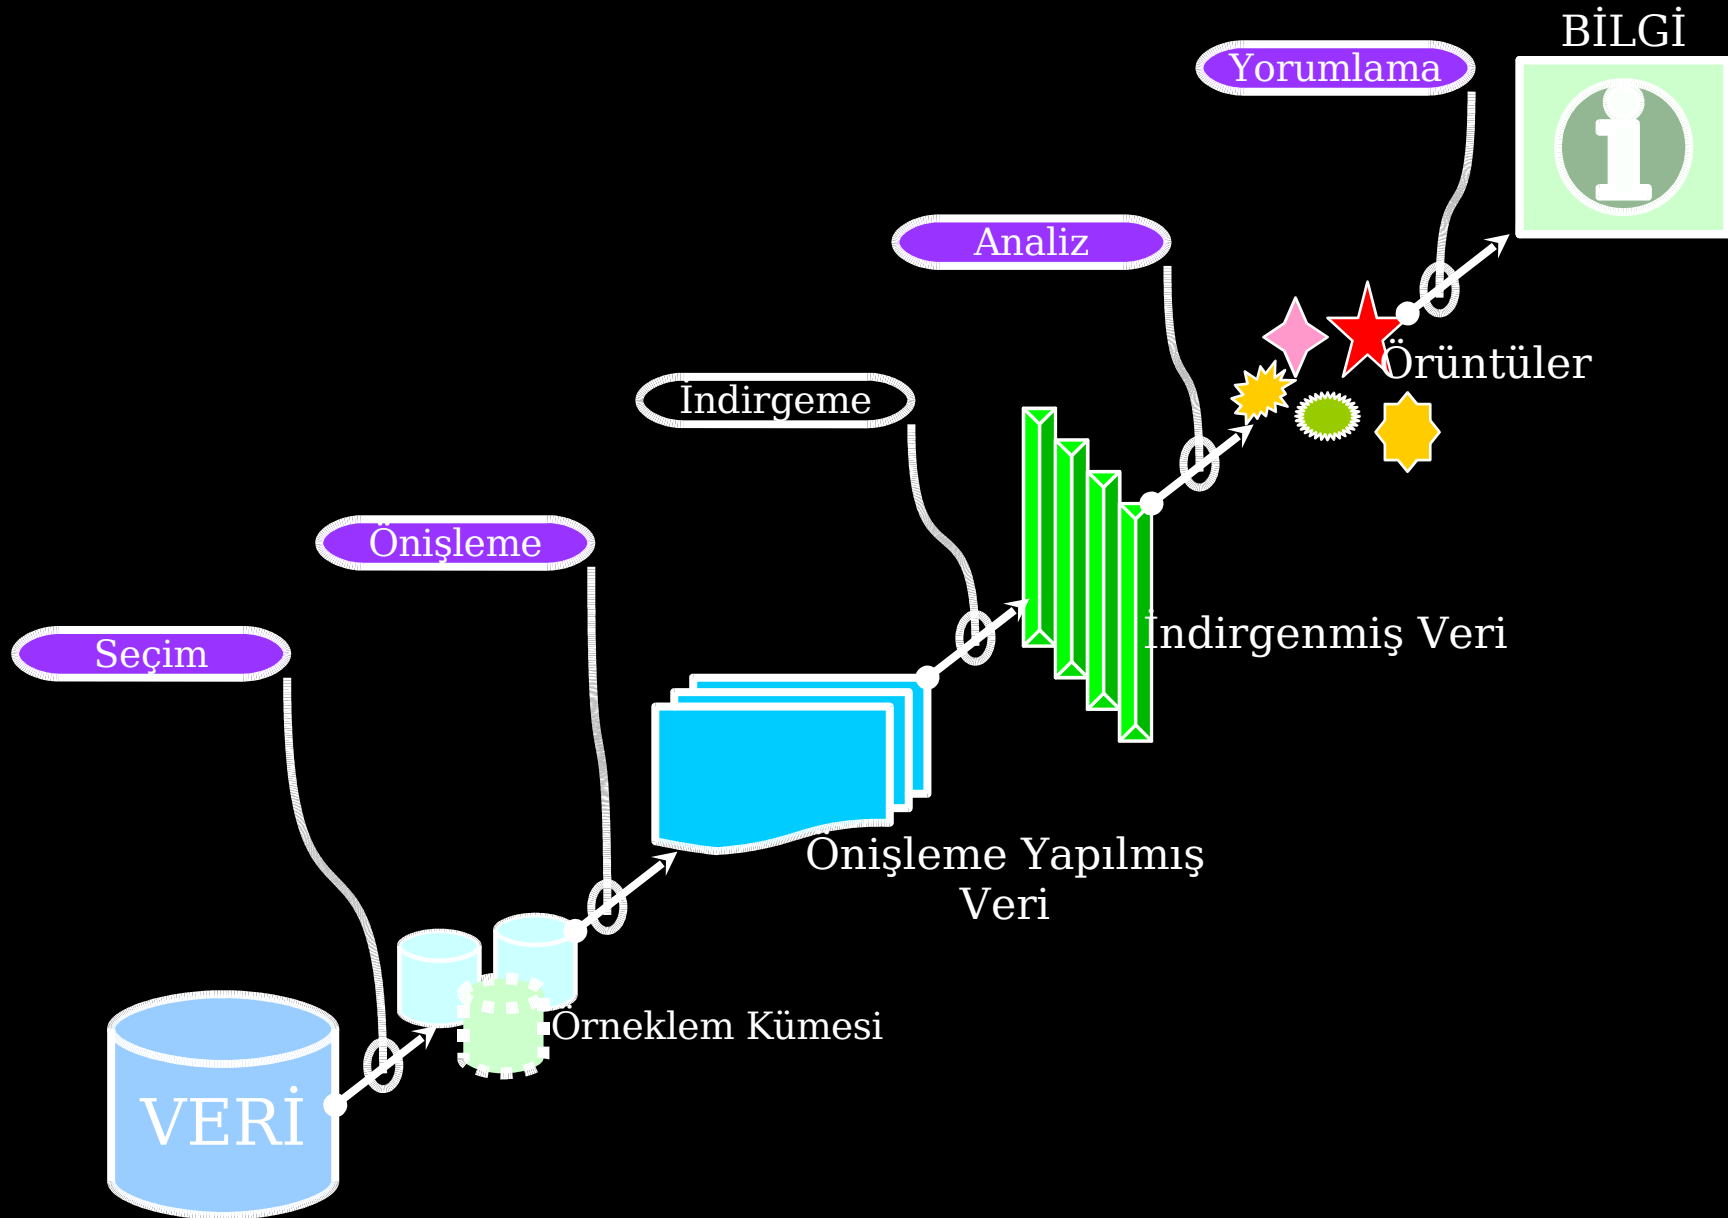 BİLGİ
Yorumlama
Analiz
Örüntüler
İndirgeme
Önişleme
İndirgenmiş Veri
Seçim
Önişleme Yapılmış
Veri
Örneklem Kümesi
VERİ